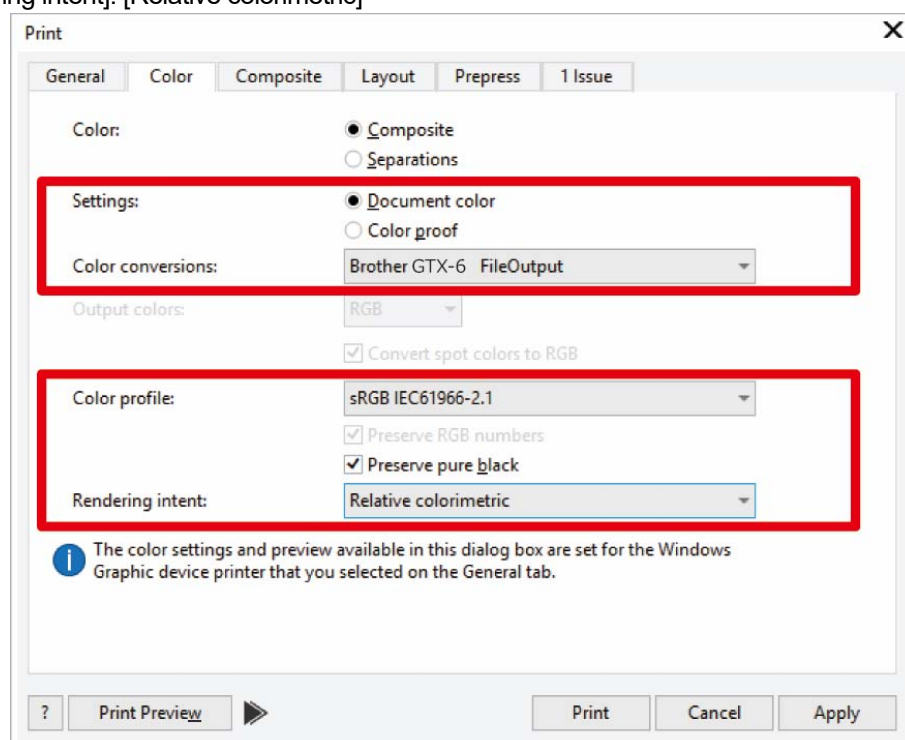 ing intent]. [Relative colorimetric]
Print
General Color Composite Layout Prepress 1 Issue
Color: Composite
Separations
Settings: Document color
Color proof
Color conversions: Brother GTX-6 FileOutput
Output colors: RGB
Convert spot colors to RGB
Color profile: sRGB IEC61966-2.1
Preserve RGB numbers
Preserve pure black
Rendering intent: Relative colorimetric
The color settings and preview available in this dialog box are set for the Windows
Graphic device printer that you selected on the General tab.
? Print Preview Print Cancel Apply